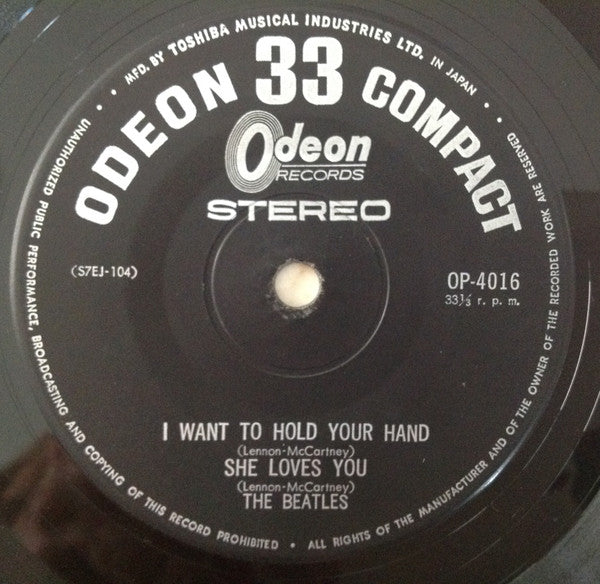 MFD. BY TOSHIBA MUSICAL INDUSTRIES LTD. IN JAPAN
ODEON 33 COMPACT
Odeon
RECORDS
STEREO
(S7EJ-104)
OP-4016
33⅓ r. p. m.
I WANT TO HOLD YOUR HAND
(Lennon-McCartney)
SHE LOVES YOU
(Lennon-McCartney)
THE BEATLES
UNAUTHORIZED PUBLIC PERFORMANCE, BROADCASTING AND COPYING OF THIS RECORD PROHIBITED • ALL RIGHTS OF THE MANUFACTURER AND OF THE OWNER OF THE RECORDED WORK ARE RESERVED